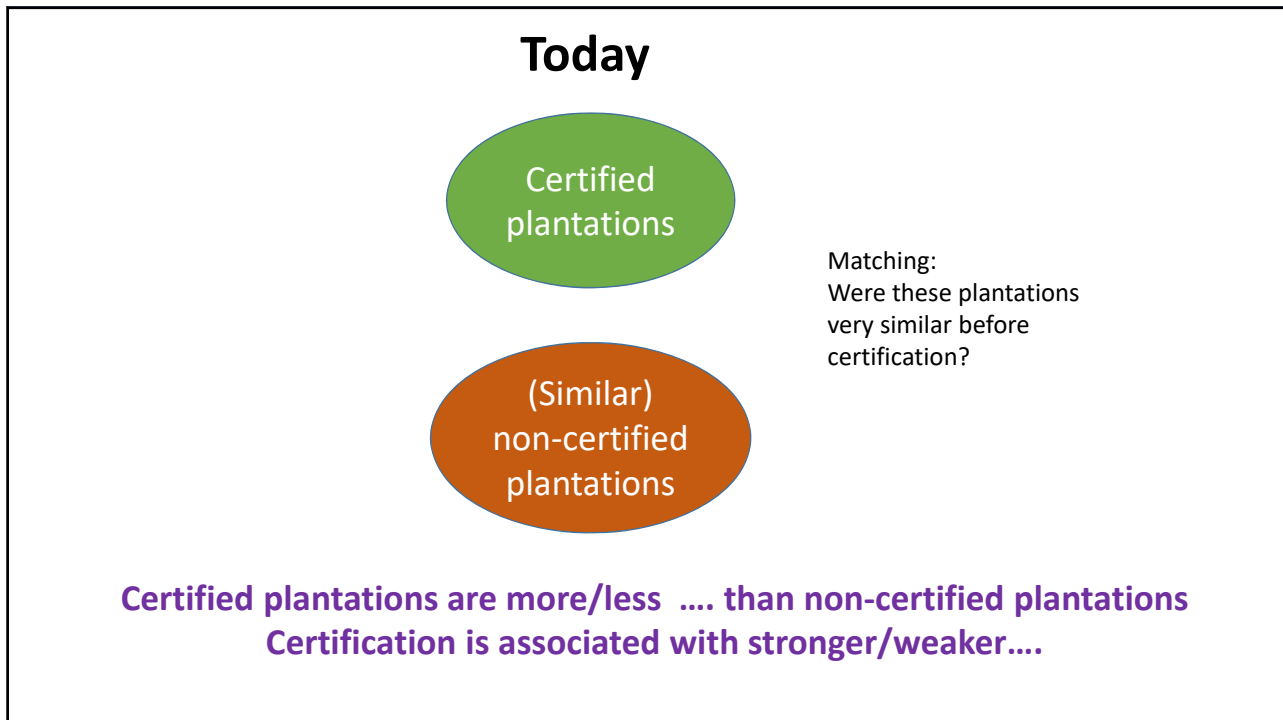 Today
Certified
plantations
Matching:
Were these plantations
very similar before
certification?
(Similar)
non-certified
plantations
Certified plantations are more/less  …. than non-certified plantations
Certification is associated with stronger/weaker….